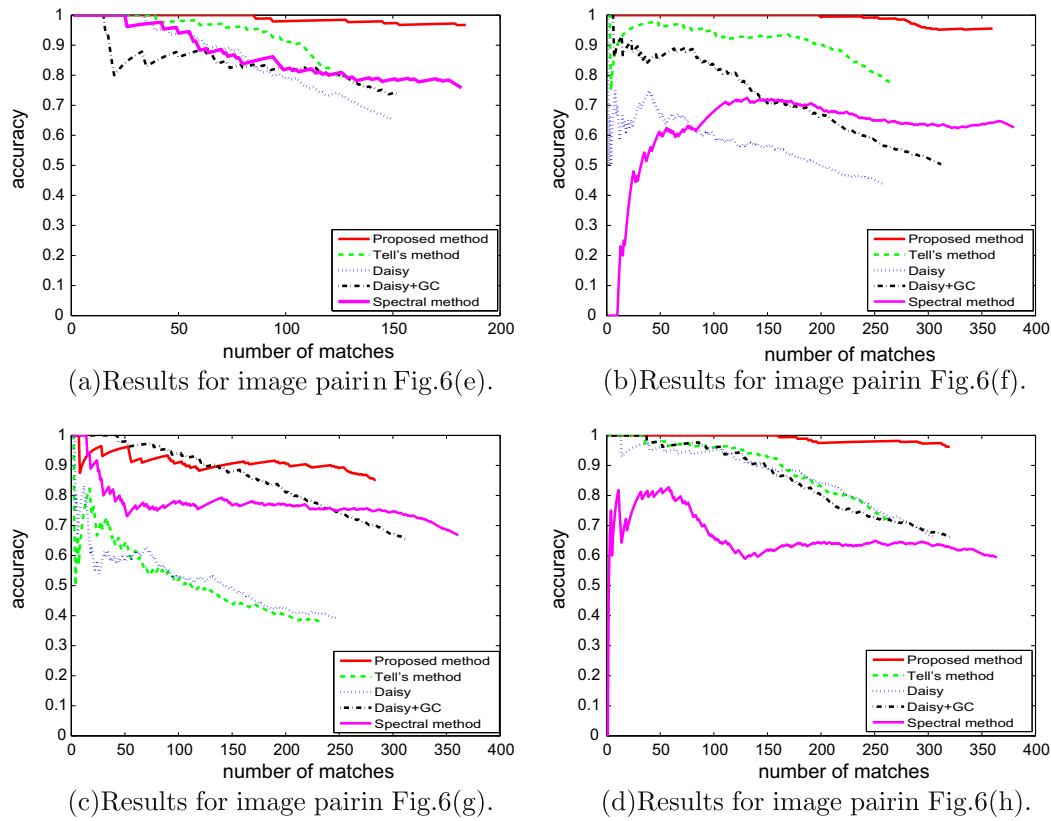 1
0.9
0.8
0.7
0.6
0.5
0.4
0.3
0.2
0.1
0
accuracy
0 50 100 150 200
number of matches
Proposed method
Tell's method
Daisy
Daisy+GC
Spectral method
(a)Results for image pairin Fig.6(e).
1
0.9
0.8
0.7
0.6
0.5
0.4
0.3
0.2
0.1
0
accuracy
0 50 100 150 200 250 300 350 400
number of matches
Proposed method
Tell's method
Daisy
Daisy+GC
Spectral method
(b)Results for image pairin Fig.6(f).
1
0.9
0.8
0.7
0.6
0.5
0.4
0.3
0.2
0.1
0
accuracy
0 50 100 150 200 250 300 350 400
number of matches
Proposed method
Tell's method
Daisy
Daisy+GC
Spectral method
(c)Results for image pairin Fig.6(g).
1
0.9
0.8
0.7
0.6
0.5
0.4
0.3
0.2
0.1
0
accuracy
0 50 100 150 200 250 300 350 400
number of matches
Proposed method
Tell's method
Daisy
Daisy+GC
Spectral method
(d)Results for image pairin Fig.6(h).